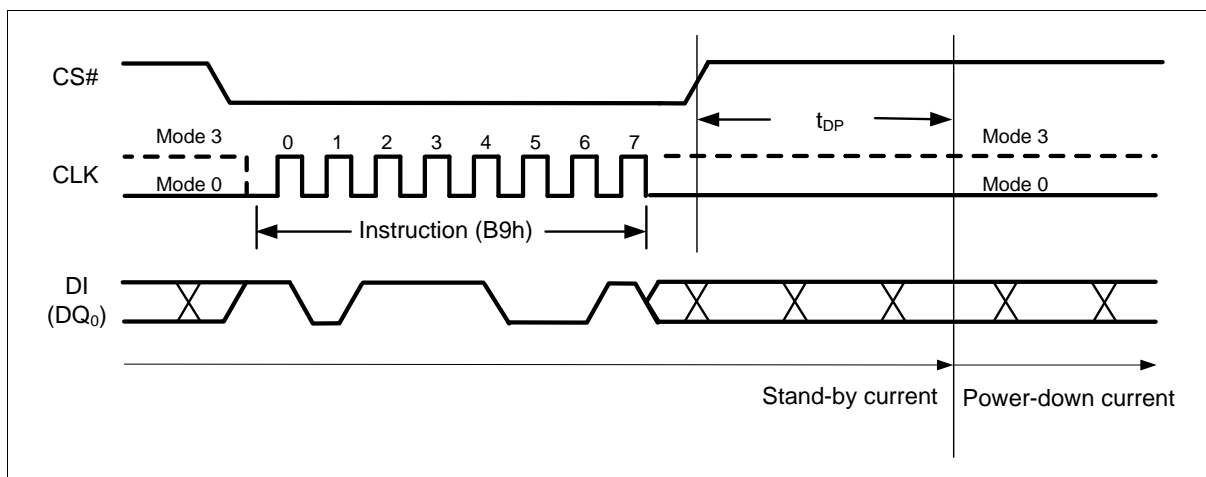 CS#
tDP
Mode 3
0 1 2 3 4 5 6 7
Mode 3
CLK
Mode 0
Mode 0
Instruction (B9h)
DI
(DQ0)
Stand-by current
Power-down current